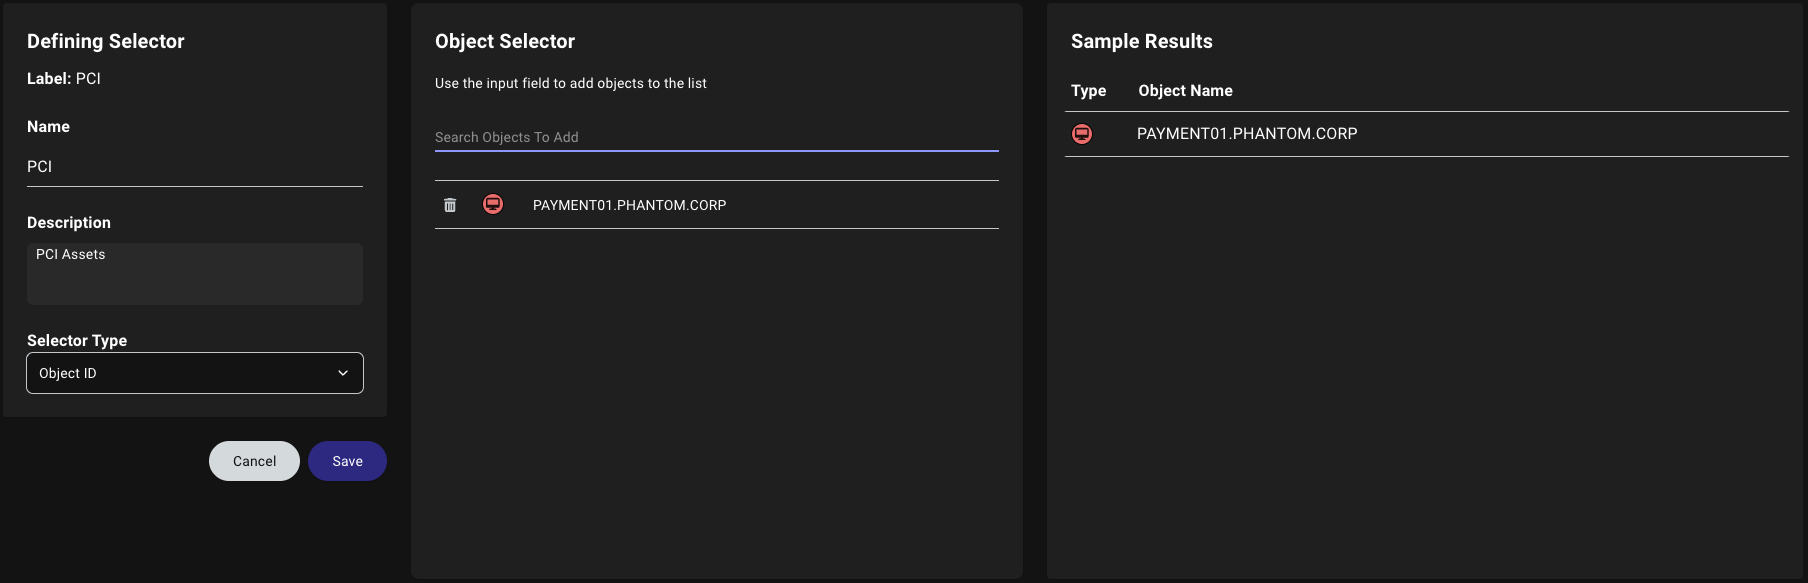 Defining Selector
Label: PCI
Name
PCI
Description
PCI Assets
Selector Type
Object ID
Cancel
Save
Object Selector
Use the input field to add objects to the list
Search Objects To Add
PAYMENT01.PHANTOM.CORP
Sample Results
Type Object Name
PAYMENT01.PHANTOM.CORP